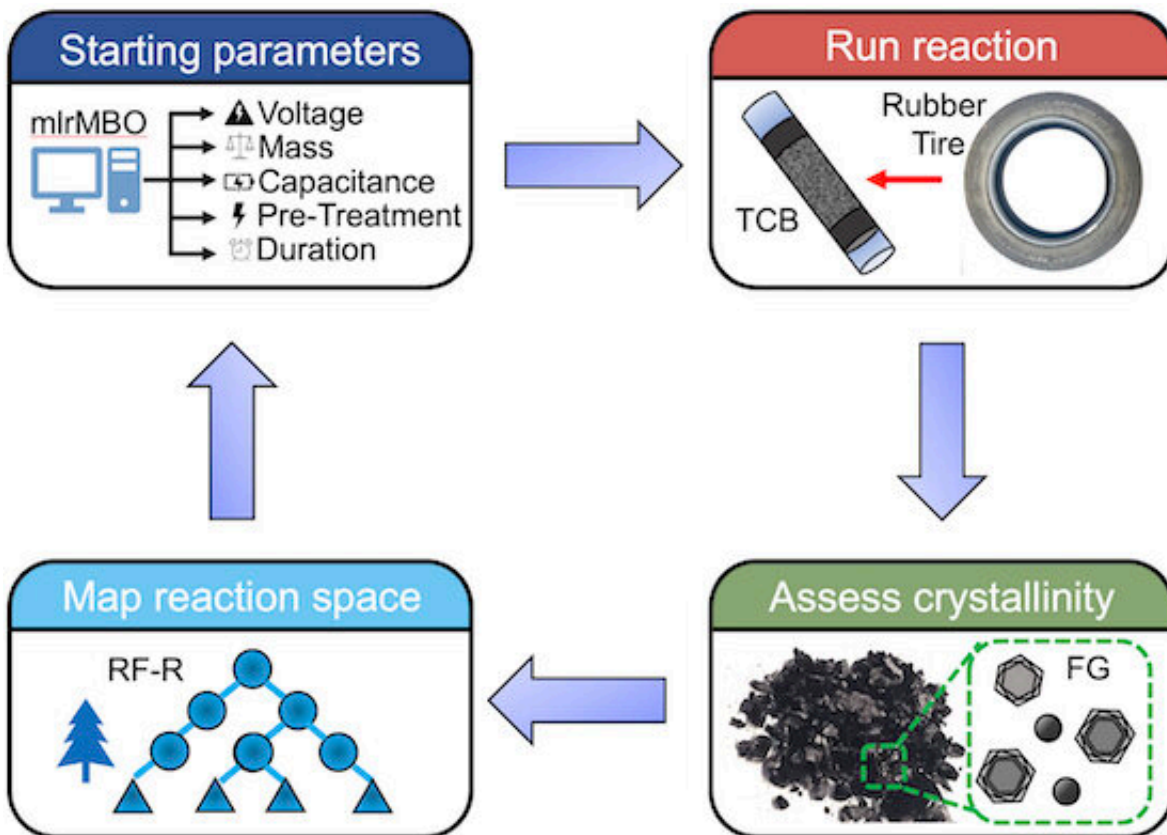 Starting parameters
mlrMBO
Voltage
Mass
Capacitance
Pre-Treatment
Duration
Run reaction
Rubber
Tire
TCB
Map reaction space
RF-R
Assess crystallinity
FG